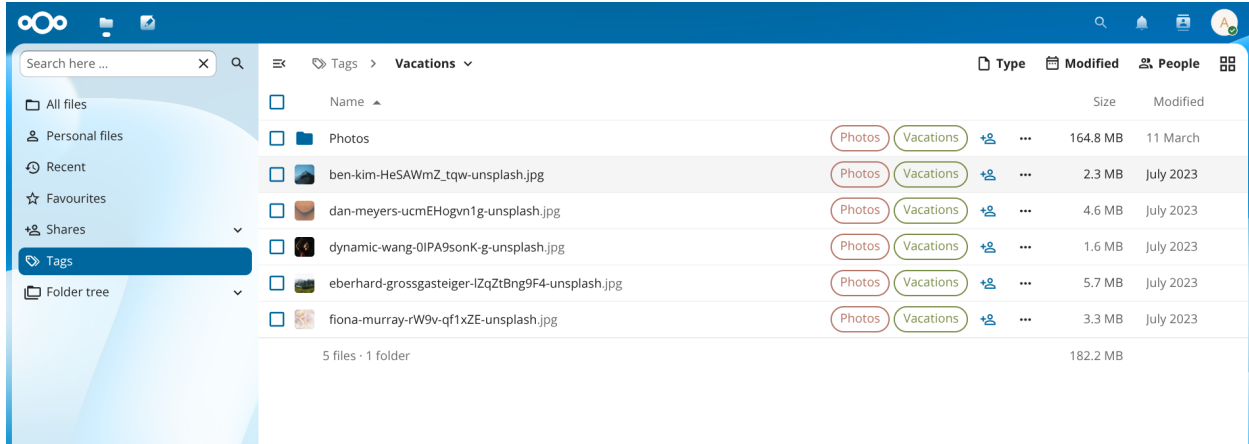 A
Search here ...
Tags
Vacations
Type
Modified
People
All files
Personal files
Recent
Favourites
Shares
Tags
Folder tree
Name Size Modified
Photos Photos Vacations 164.8 MB 11 March
ben-kim-HeSAWmZ_tqw-unsplash.jpg Photos Vacations 2.3 MB July 2023
dan-meyers-ucmEHogvn1g-unsplash.jpg Photos Vacations 4.6 MB July 2023
dynamic-wang-0IPA9sonK-g-unsplash.jpg Photos Vacations 1.6 MB July 2023
eberhard-grossgasteiger-lZqZtBng9F4-unsplash.jpg Photos Vacations 5.7 MB July 2023
fiona-murray-rW9v-qf1xZE-unsplash.jpg Photos Vacations 3.3 MB July 2023
5 files · 1 folder 182.2 MB